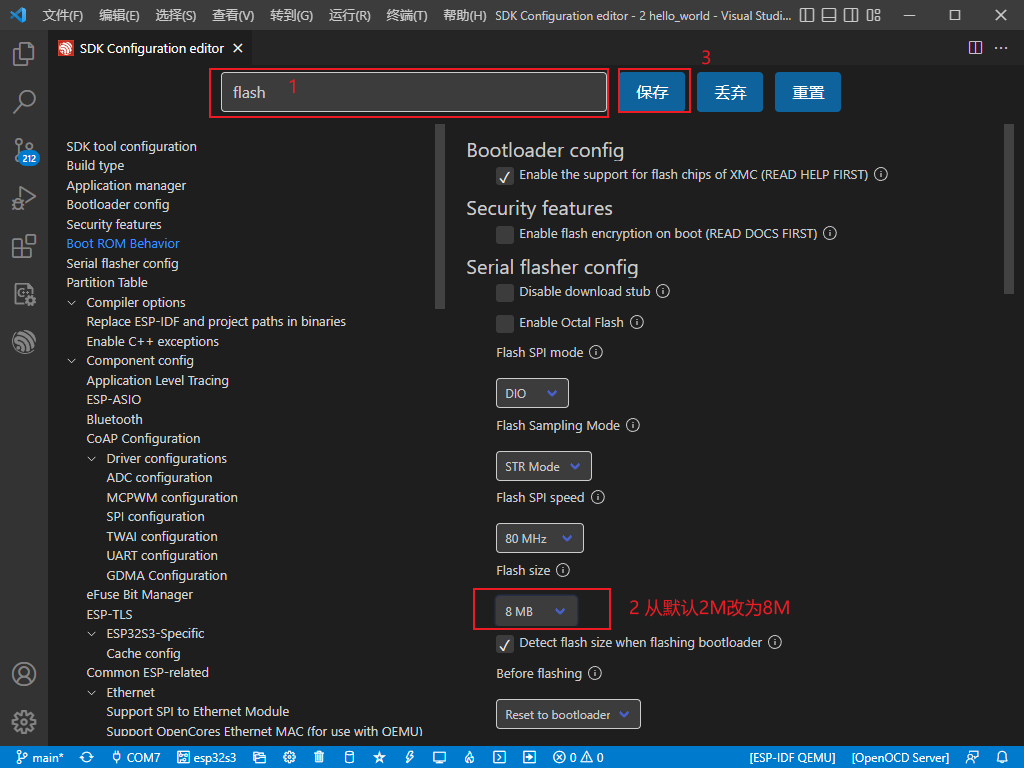 文件(F) 编辑(E) 选择(S) 查看(V) 转到(G) 运行(R) 终端(T) 帮助(H) SDK Configuration editor - 2 hello_world - Visual Studi...
SDK Configuration editor
3
flash 1 保存 丢弃 重置
SDK tool configuration
Build type
Application manager
Bootloader config
Security features
Boot ROM Behavior
Serial flasher config
Partition Table
Compiler options
Replace ESP-IDF and project paths in binaries
Enable C++ exceptions
Component config
Application Level Tracing
ESP-ASIO
Bluetooth
CoAP Configuration
Driver configurations
ADC configuration
MCPWM configuration
SPI configuration
TWAI configuration
UART configuration
GDMA Configuration
eFuse Bit Manager
ESP-TLS
ESP32S3-Specific
Cache config
Common ESP-related
Ethernet
Support SPI to Ethernet Module
Support OpenCores Ethernet MAC (for use with QEMU)
Bootloader config
Enable the support for flash chips of XMC (READ HELP FIRST)
Security features
Enable flash encryption on boot (READ DOCS FIRST)
Serial flasher config
Disable download stub
Enable Octal Flash
Flash SPI mode
DIO
Flash Sampling Mode
STR Mode
Flash SPI speed
80 MHz
Flash size
8 MB 2 从默认2M改为8M
Detect flash size when flashing bootloader
Before flashing
Reset to bootloader
212
main* COM7 esp32s3 0 0 [ESP-IDF QEMU] [OpenOCD Server]